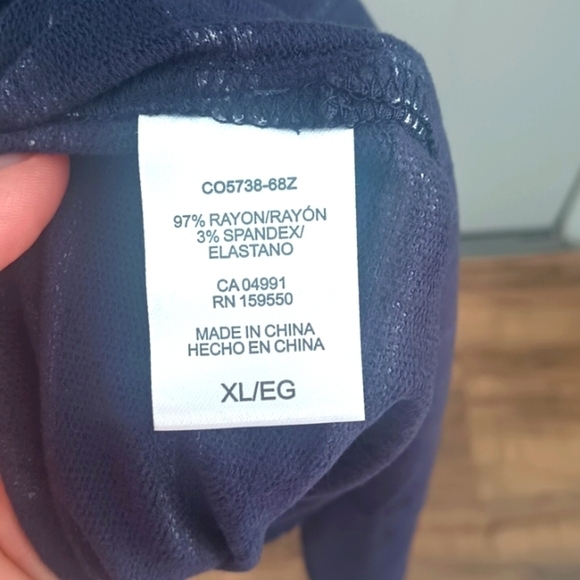 CO5738-68Z
97% RAYON/RAYÓN
3% SPANDEX/
ELASTANO
CA 04991
RN 159550
MADE IN CHINA
HECHO EN CHINA
XL/EG